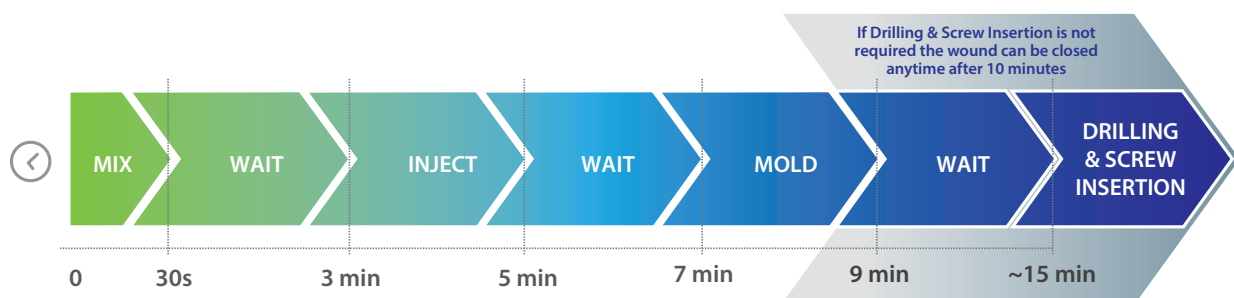 If Drilling & Screw Insertion is not
required the wound can be closed
anytime after 10 minutes
MIX
WAIT
INJECT
WAIT
MOLD
WAIT
DRILLING
& SCREW
INSERTION
0
30s
3 min
5 min
7 min
9 min
~15 min